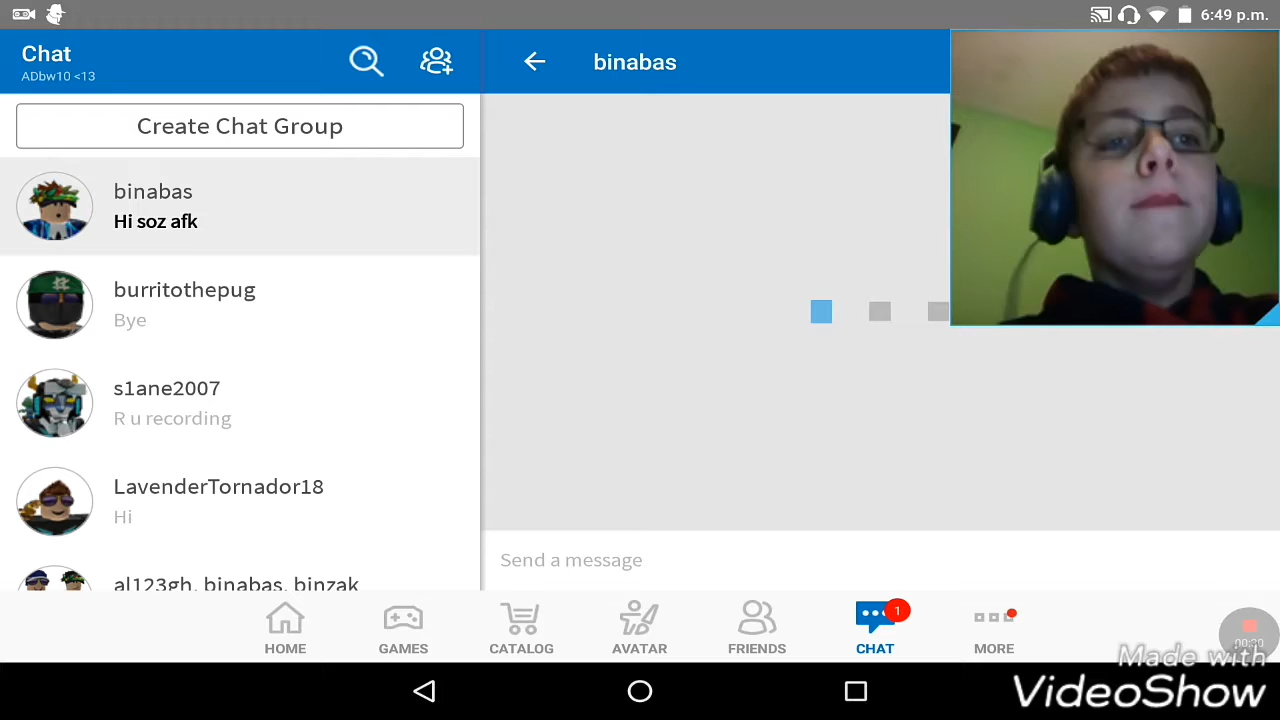 6:49 p.m.
Chat
ADbw10 <13
binabas
Create Chat Group
binabas
Hi soz afk
burritothepug
Bye
s1ane2007
R u recording
LavenderTornador18
Hi
al123gh, binabas, binzak
Send a message
1
HOME
GAMES
CATALOG
AVATAR
FRIENDS
CHAT
MORE
Made with
VideoShow